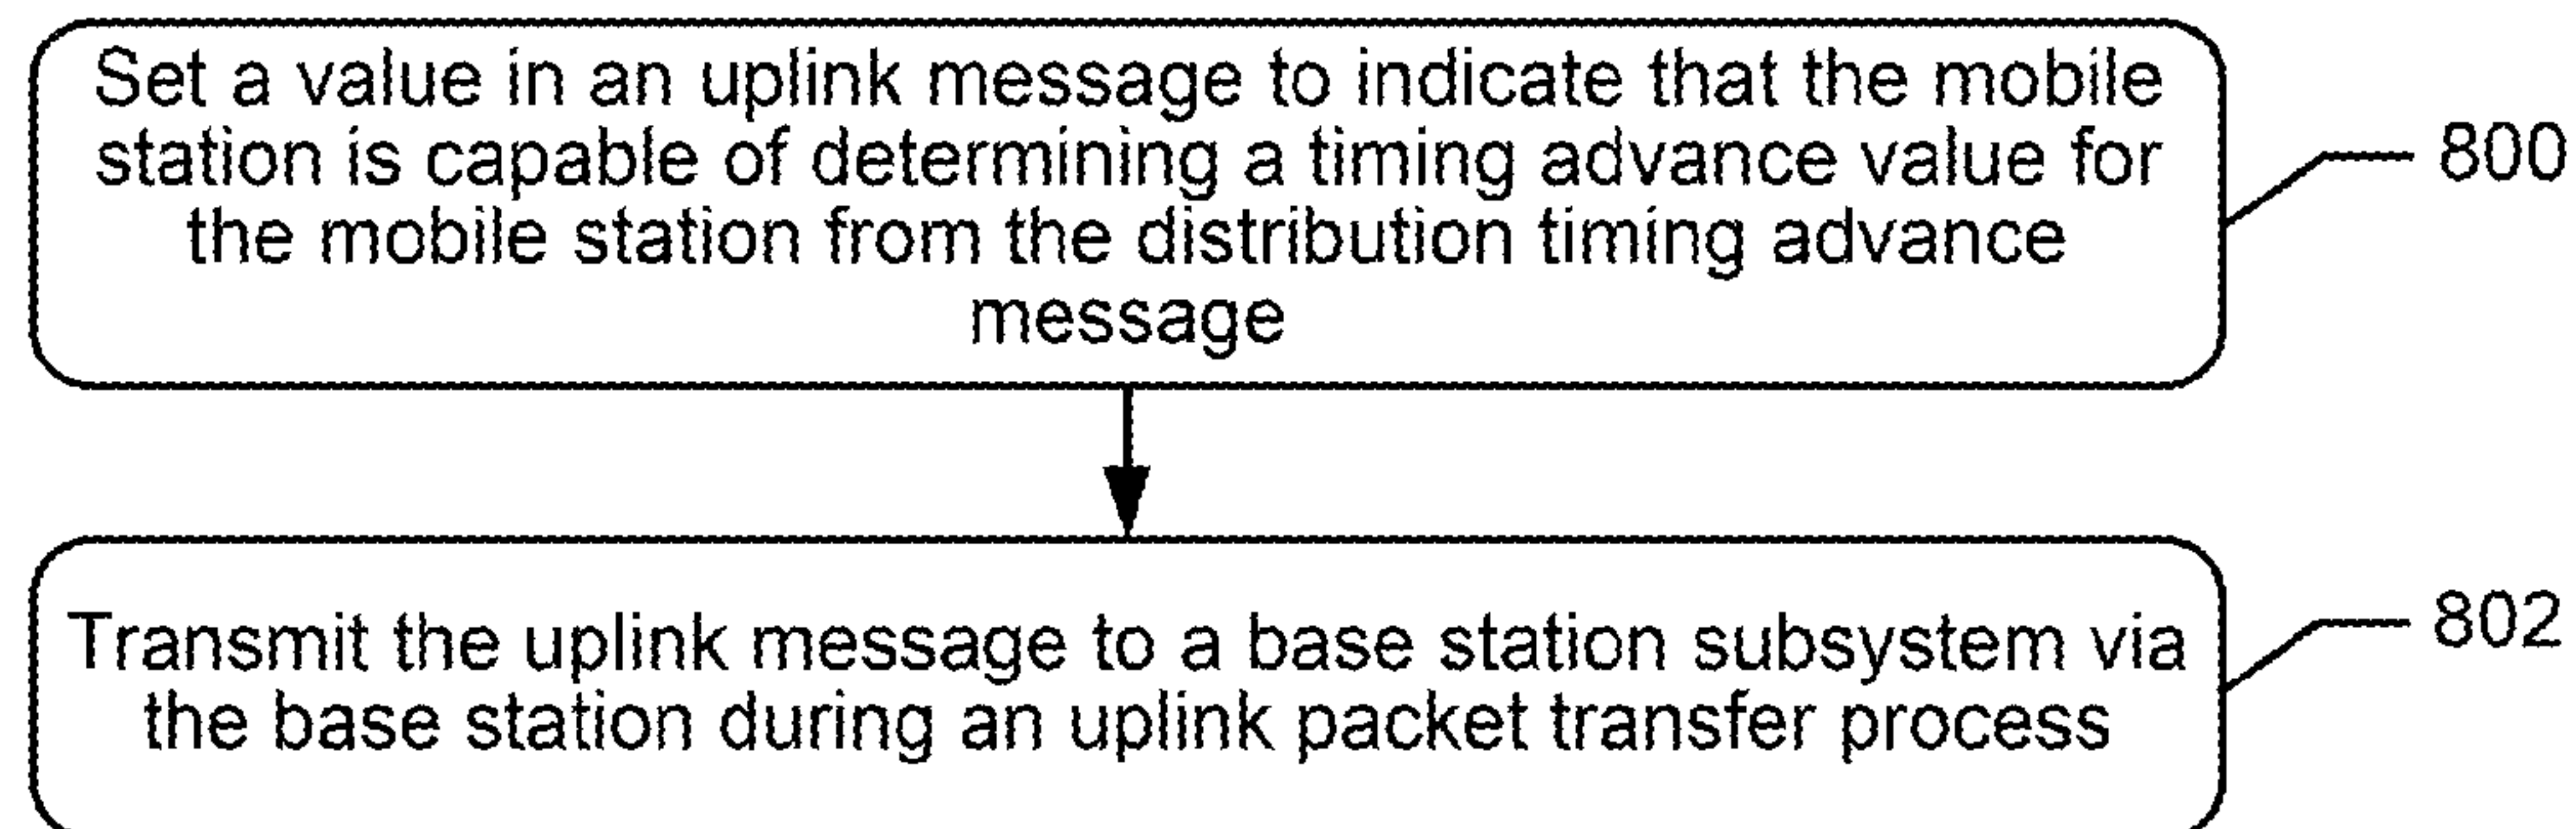 Set a value in an uplink message to indicate that the mobile
station is capable of determining a timing advance value for
the mobile station from the distribution timing advance
message
800
Transmit the uplink message to a base station subsystem via
the base station during an uplink packet transfer process
802